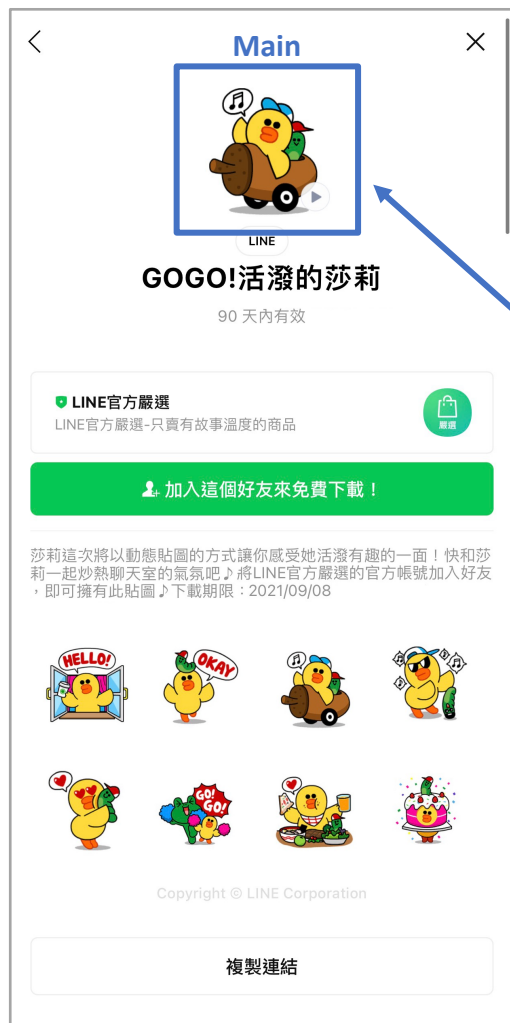 Main
LINE
GOGO!活潑的莎莉
90 天內有效
LINE官方嚴選
LINE官方嚴選-只賣有故事溫度的商品
嚴選
加入這個好友來免費下載！
莎莉這次將以動態貼圖的方式讓你感受她活潑有趣的一面！快和莎
莉一起炒熱聊天室的氣氛吧♪將LINE官方嚴選的官方帳號加入好友
，即可擁有此貼圖♪下載期限：2021/09/08
HELLO!
OKAY
GO!
GO!
Copyright © LINE Corporation
複製連結